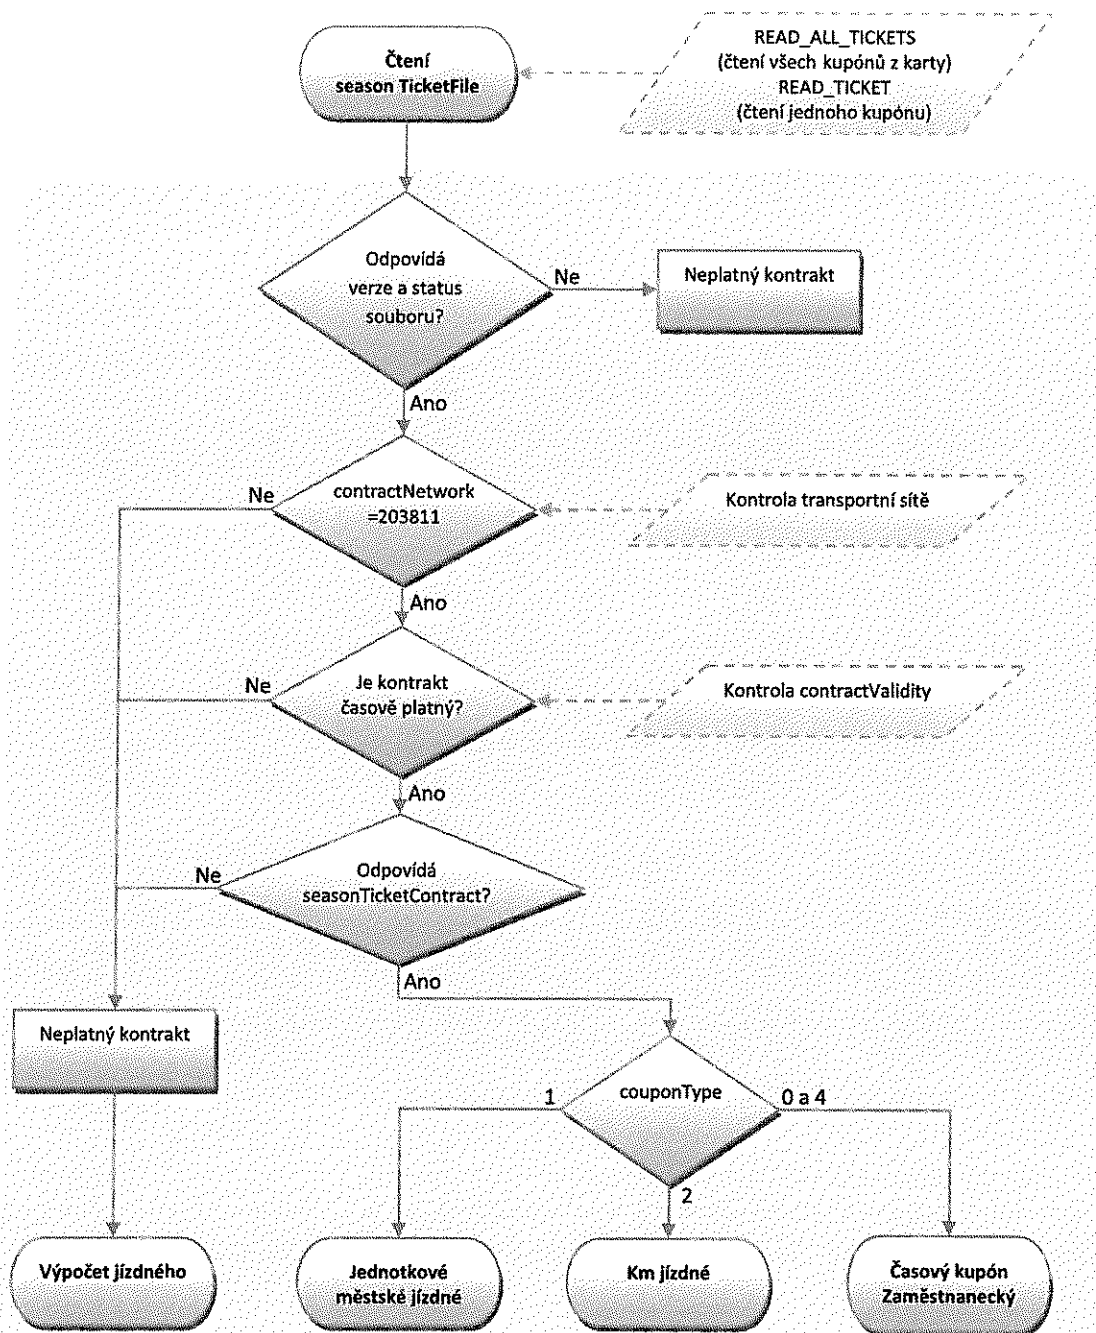 Čtení
season TicketFile
READ_ALL_TICKETS
(čtení všech kupónů z karty)
READ_TICKET
(čtení jednoho kupónu)
Odpovídá
verze a status
souboru?
Ne
Neplatný kontrakt
Ano
Ne
contractNetwork
=203811
Kontrola transportní sítě
Ano
Ne
Je kontrakt
časově platný?
Kontrola contractValidity
Ano
Ne
Odpovídá
seasonTicketContract?
Ano
Neplatný kontrakt
1
couponType
0 a 4
2
Výpočet jízdného
Jednotkové
městské jízdné
Km jízdné
Časový kupón
Zaměstnanecký